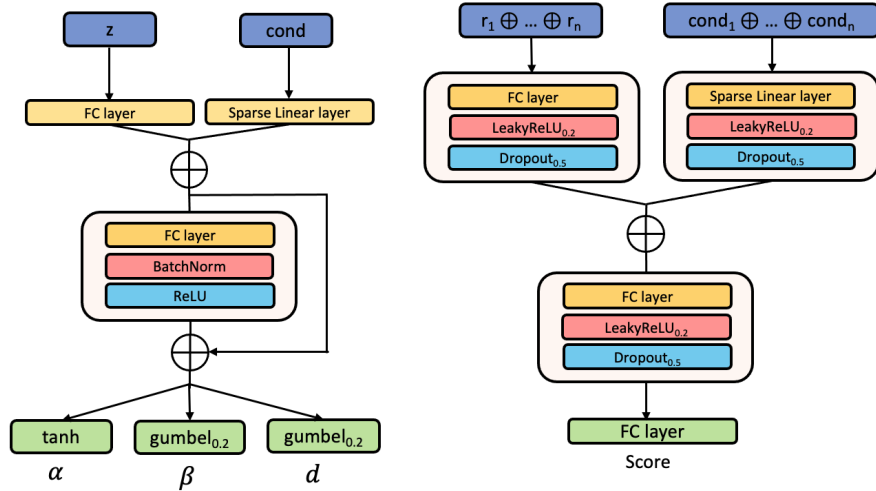 z
cond
FC layer
Sparse Linear layer
FC layer
BatchNorm
ReLU
tanh
gumbel₀.₂
gumbel₀.₂
α
β
d
r₁ ⊕ … ⊕ rₙ
cond₁ ⊕ … ⊕ condₙ
FC layer
LeakyReLU₀.₂
Dropout₀.₅
Sparse Linear layer
LeakyReLU₀.₂
Dropout₀.₅
FC layer
LeakyReLU₀.₂
Dropout₀.₅
FC layer
Score